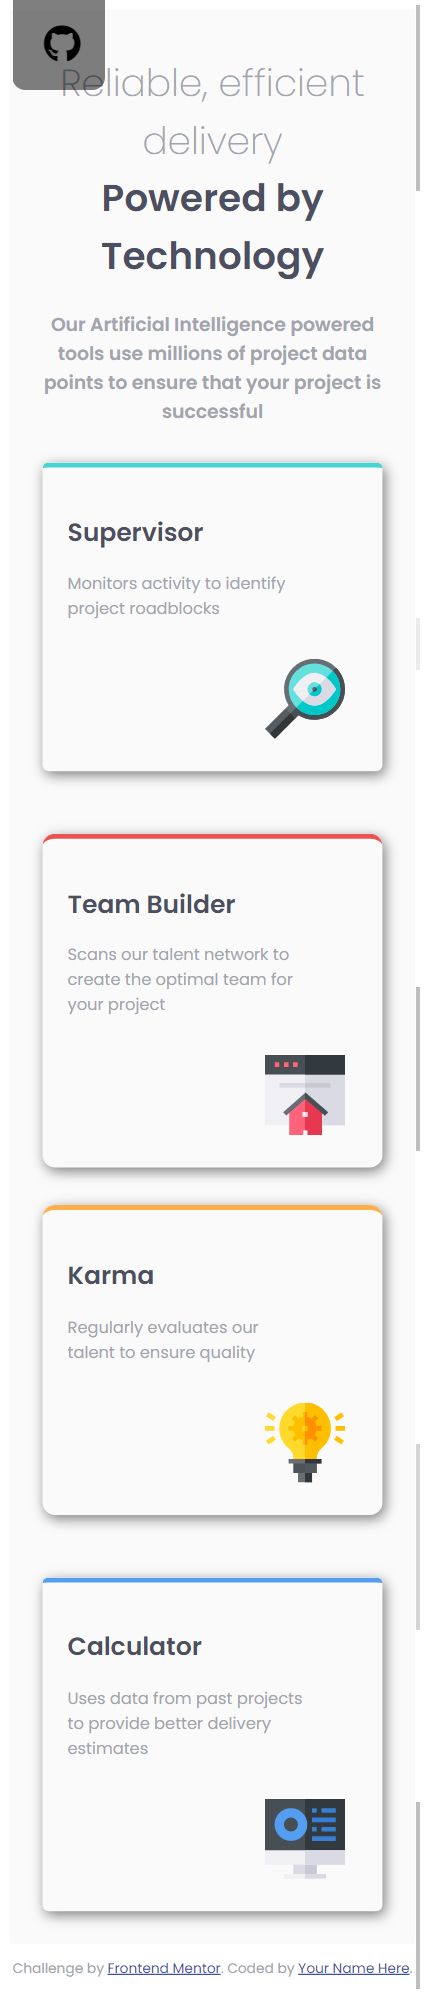 Reliable, efficient
delivery
Powered by
Technology
Our Artificial Intelligence powered
tools use millions of project data
points to ensure that your project is
successful
Supervisor
Monitors activity to identify
project roadblocks
Team Builder
Scans our talent network to
create the optimal team for
your project
Karma
Regularly evaluates our
talent to ensure quality
Calculator
Uses data from past projects
to provide better delivery
estimates
Challenge by Frontend Mentor. Coded by Your Name Here.